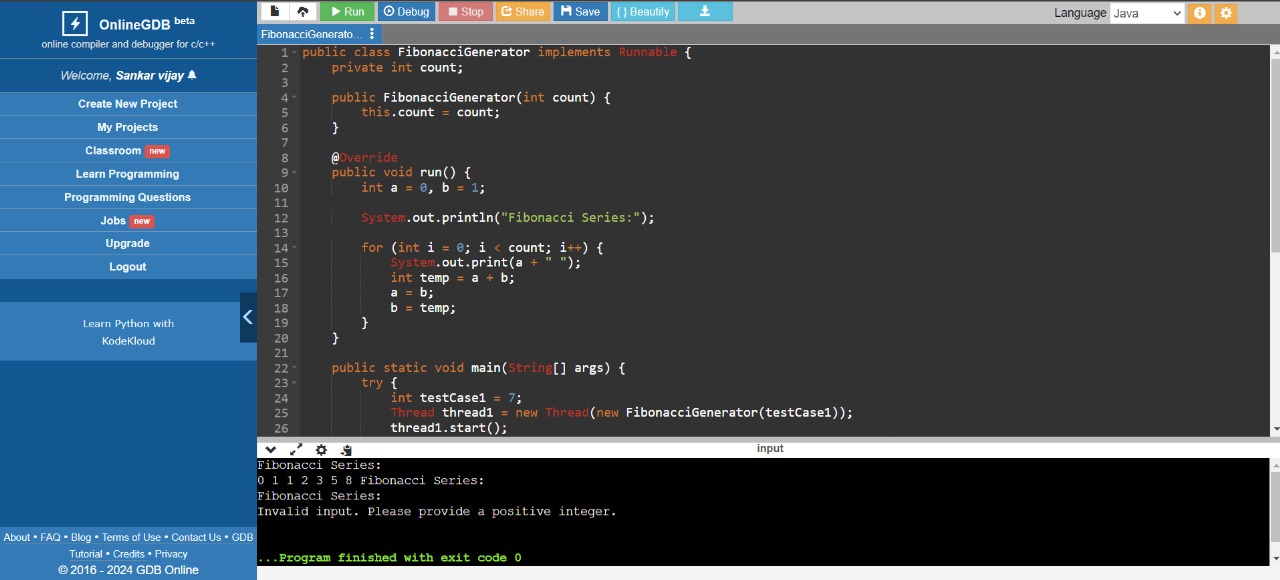 OnlineGDB beta
online compiler and debugger for c/c++
Welcome, Sankar vijay
Create New Project
My Projects
Classroom new
Learn Programming
Programming Questions
Jobs new
Upgrade
Logout
Learn Python with
KodeKloud
About • FAQ • Blog • Terms of Use • Contact Us • GDB
Tutorial • Credits • Privacy
© 2016 - 2024 GDB Online
Run Debug Stop Share Save { } Beautify Language Java
FibonacciGenerato...
1 public class FibonacciGenerator implements Runnable {
2 private int count;
3
4 public FibonacciGenerator(int count) {
5 this.count = count;
6 }
7
8 @Override
9 public void run() {
10 int a = 0, b = 1;
11
12 System.out.println("Fibonacci Series:");
13
14 for (int i = 0; i < count; i++) {
15 System.out.print(a + " ");
16 int temp = a + b;
17 a = b;
18 b = temp;
19 }
20 }
21
22 public static void main(String[] args) {
23 try {
24 int testCase1 = 7;
25 Thread thread1 = new Thread(new FibonacciGenerator(testCase1));
26 thread1.start();
input
Fibonacci Series:
0 1 1 2 3 5 8 Fibonacci Series:
Fibonacci Series:
Invalid input. Please provide a positive integer.
...Program finished with exit code 0